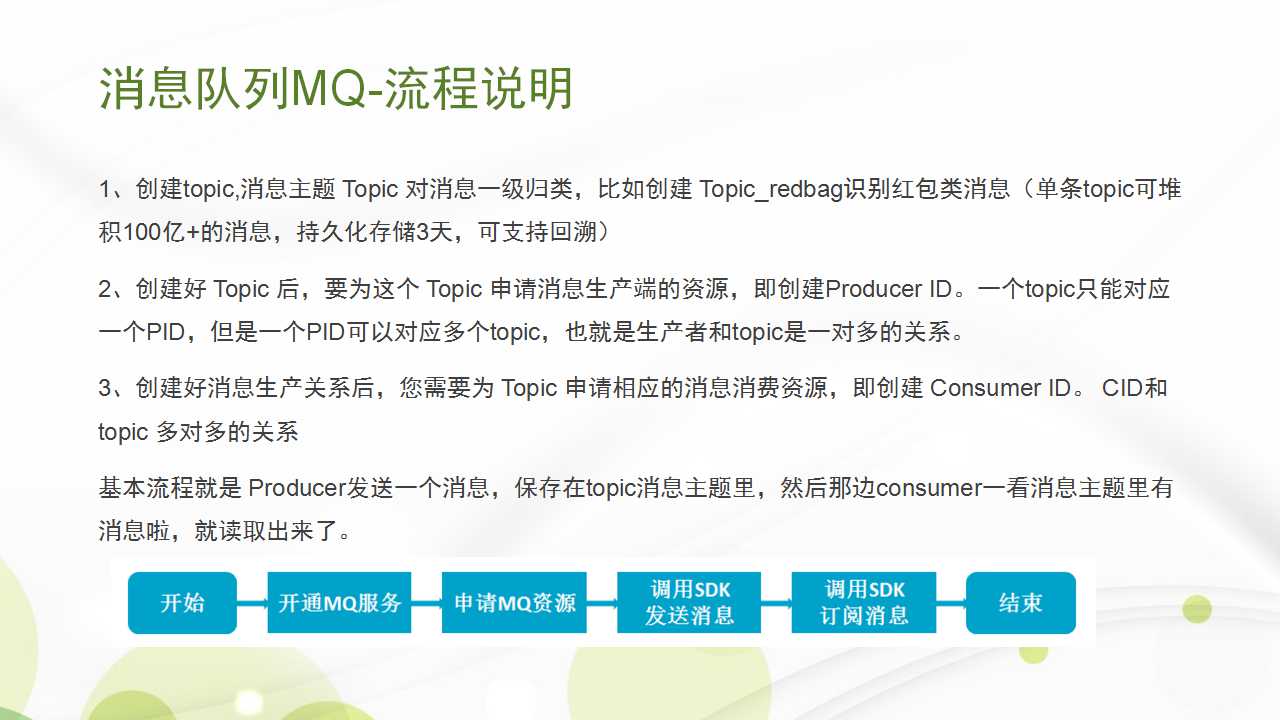 消息队列MQ-流程说明
1、创建topic,消息主题 Topic 对消息一级归类，比如创建 Topic_redbag识别红包类消息（单条topic可堆
积100亿+的消息，持久化存储3天，可支持回溯）
2、创建好 Topic 后，要为这个 Topic 申请消息生产端的资源，即创建Producer ID。一个topic只能对应
一个PID，但是一个PID可以对应多个topic，也就是生产者和topic是一对多的关系。
3、创建好消息生产关系后，您需要为 Topic 申请相应的消息消费资源，即创建 Consumer ID。 CID和
topic 多对多的关系
基本流程就是 Producer发送一个消息，保存在topic消息主题里，然后那边consumer一看消息主题里有
消息啦，就读取出来了。
开始
开通MQ服务
申请MQ资源
调用SDK
发送消息
调用SDK
订阅消息
结束